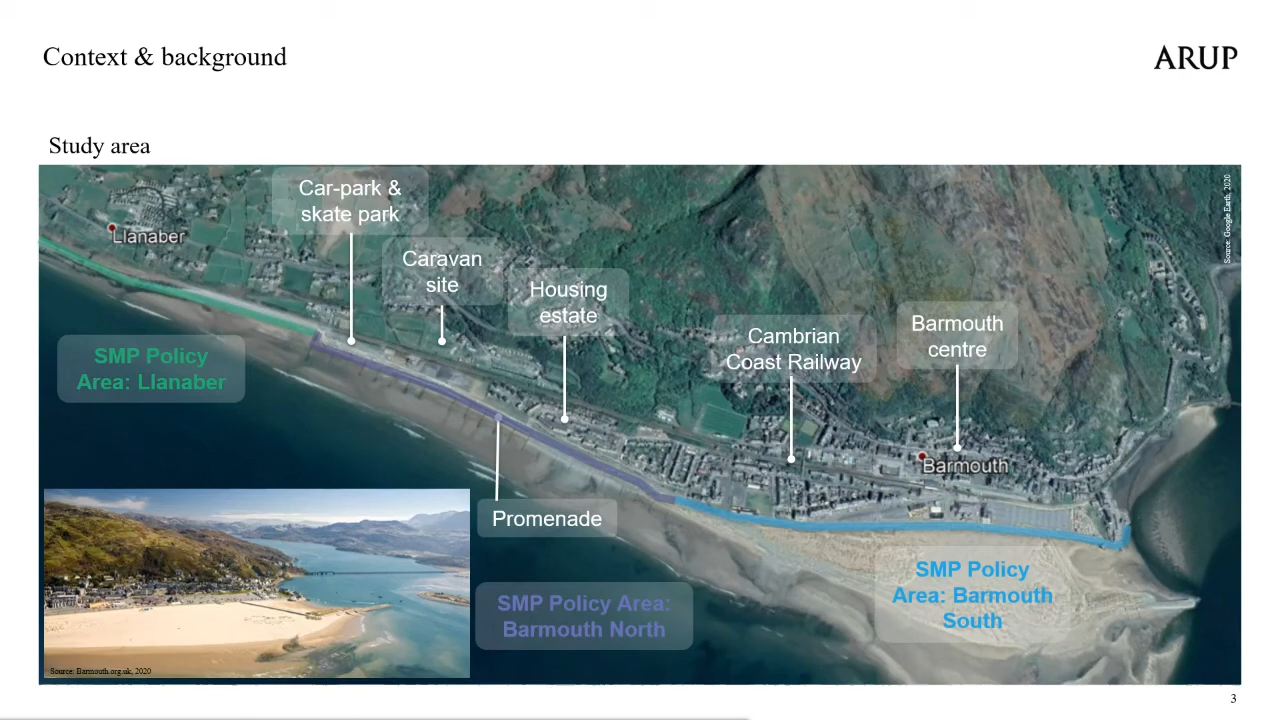 Context & background
ARUP
Study area
Car-park &
skate park
Llanaber
Caravan
site
Housing
estate
Cambrian
Coast Railway
Barmouth
centre
Source: Google Earth, 2020
SMP Policy
Area: Llanaber
Barmouth
Promenade
SMP Policy
Area: Barmouth
South
SMP Policy Area:
Barmouth North
Source: Barmouth.org.uk, 2020
3